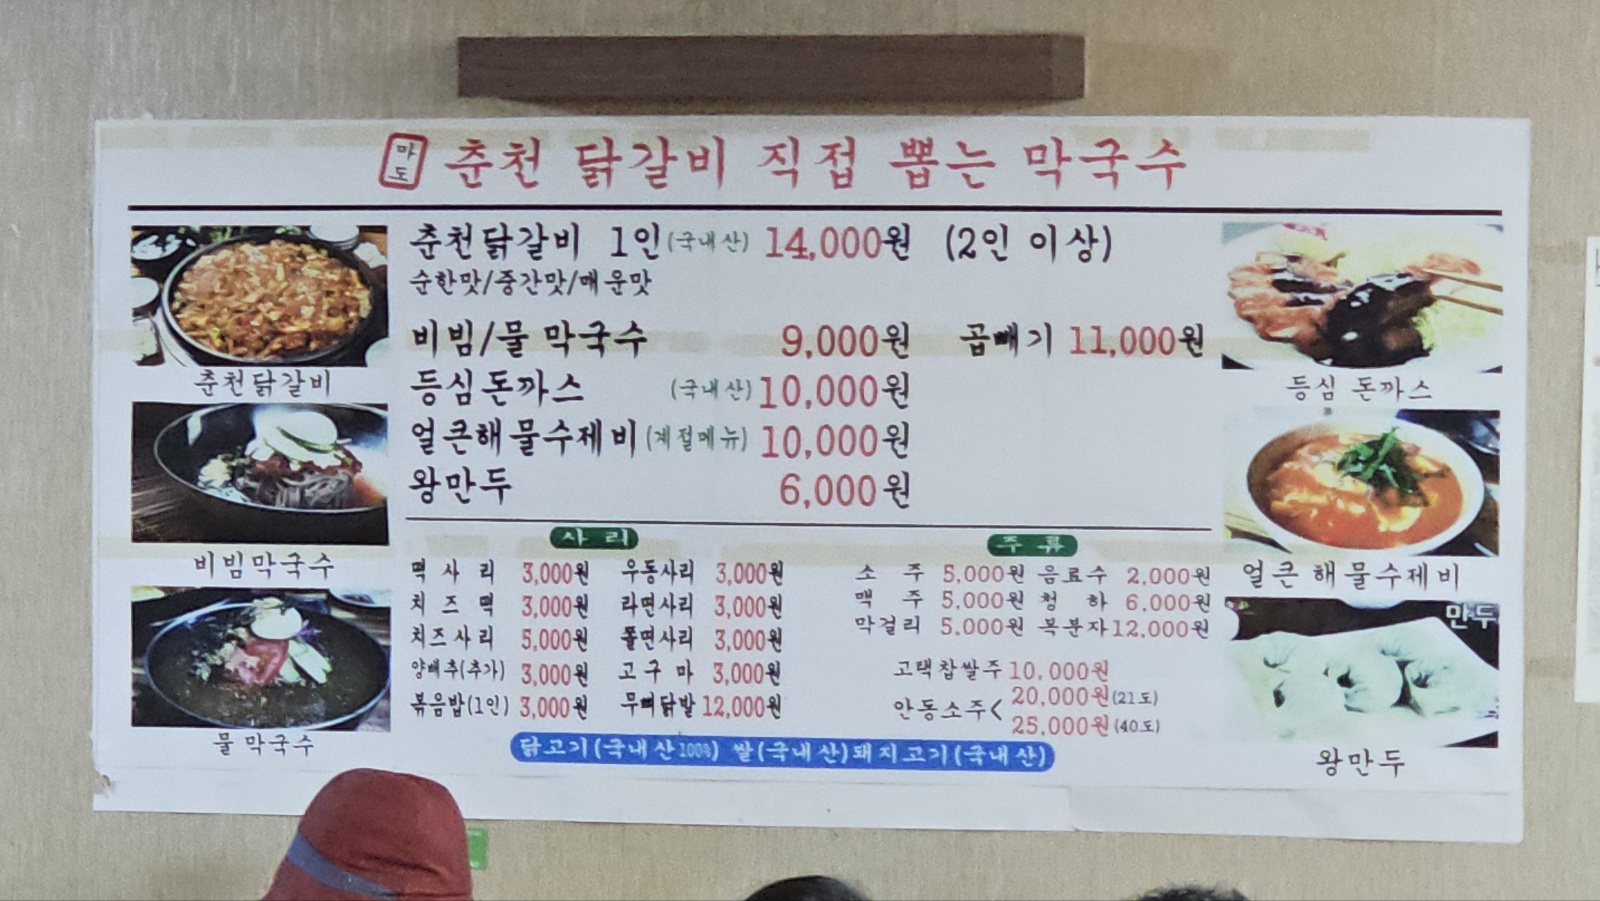 마도 춘천 닭갈비 직접 뽑는 막국수
춘천닭갈비 1인(국내산) 14,000원 (2인 이상)
순한맛/중간맛/매운맛
비빔/물 막국수 9,000원 곱빼기 11,000원
등심돈까스 (국내산) 10,000원
얼큰해물수제비(계절메뉴) 10,000원
왕만두 6,000원
춘천닭갈비
비빔막국수
물막국수
등심 돈까스
얼큰해물수제비
만두
왕만두
사리
떡사리 3,000원 우동사리 3,000원
치즈떡 3,000원 라면사리 3,000원
치즈사리 5,000원 쫄면사리 3,000원
양배추(추가) 3,000원 고구마 3,000원
볶음밥(1인) 3,000원 무뼈닭발 12,000원
주류
소주 5,000원 음료수 2,000원
맥주 5,000원 청하 6,000원
막걸리 5,000원 복분자 12,000원
고택찹쌀주 10,000원
안동소주< 20,000원(21도)
25,000원(40도)
닭고기(국내산100%) 쌀(국내산) 돼지고기(국내산)